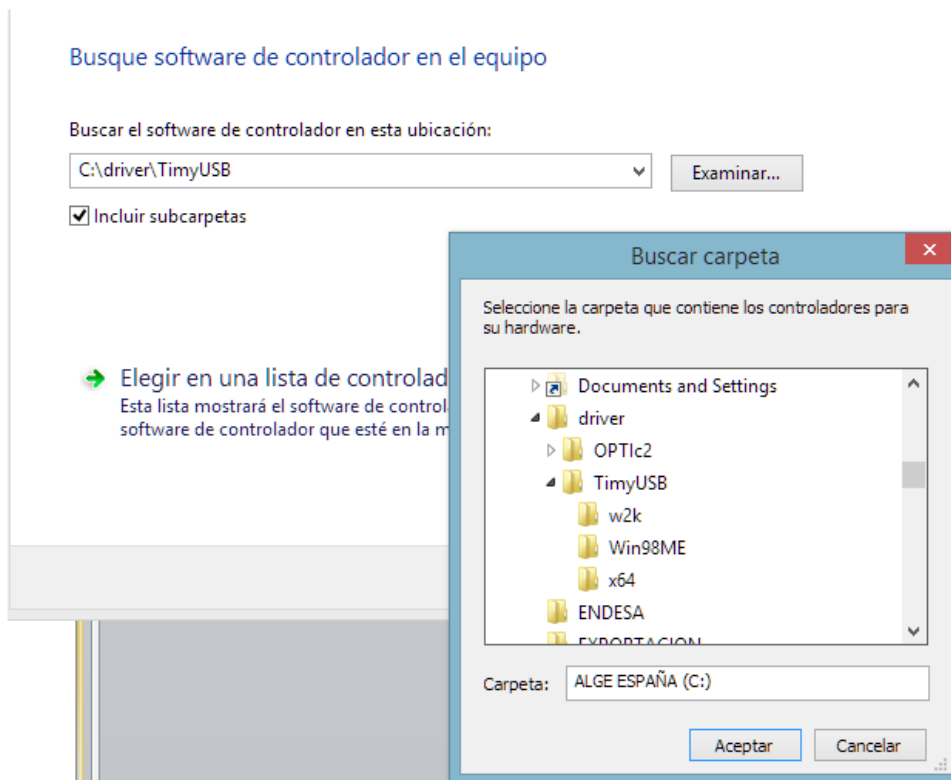 Busque software de controlador en el equipo
Buscar el software de controlador en esta ubicación:
C:\driver\TimyUSB
Examinar...
Incluir subcarpetas
Elegir en una lista de controlad
Esta lista mostrará el software de control
software de controlador que esté en la m
Buscar carpeta
Seleccione la carpeta que contiene los controladores para
su hardware.
Documents and Settings
driver
OPTIc2
TimyUSB
w2k
Win98ME
x64
ENDESA
EXPORTACION
Carpeta:
ALGE ESPAÑA (C:)
Aceptar
Cancelar